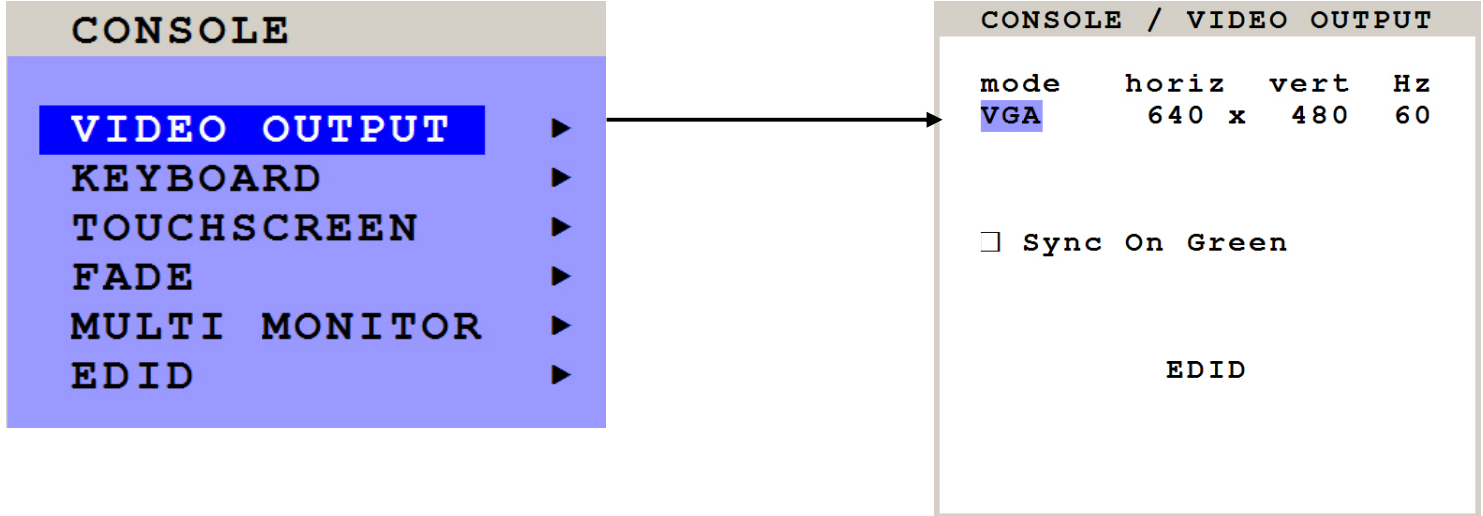 CONSOLE
VIDEO OUTPUT
KEYBOARD
TOUCHSCREEN
FADE
MULTI MONITOR
EDID
CONSOLE / VIDEO OUTPUT
mode horiz vert Hz
VGA 640 x 480 60
Sync On Green
EDID